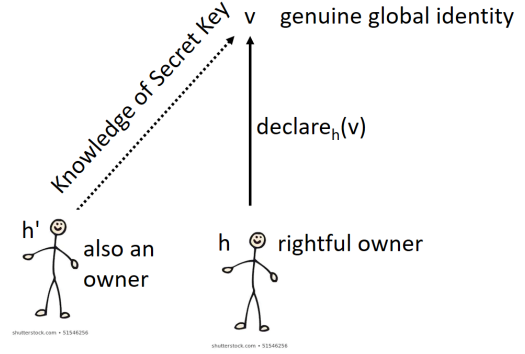 v genuine global identity
Knowledge of Secret Key
declareh(v)
h'
also an
owner
h rightful owner
shutterstock.com • 51546256
shutterstock.com • 51546256